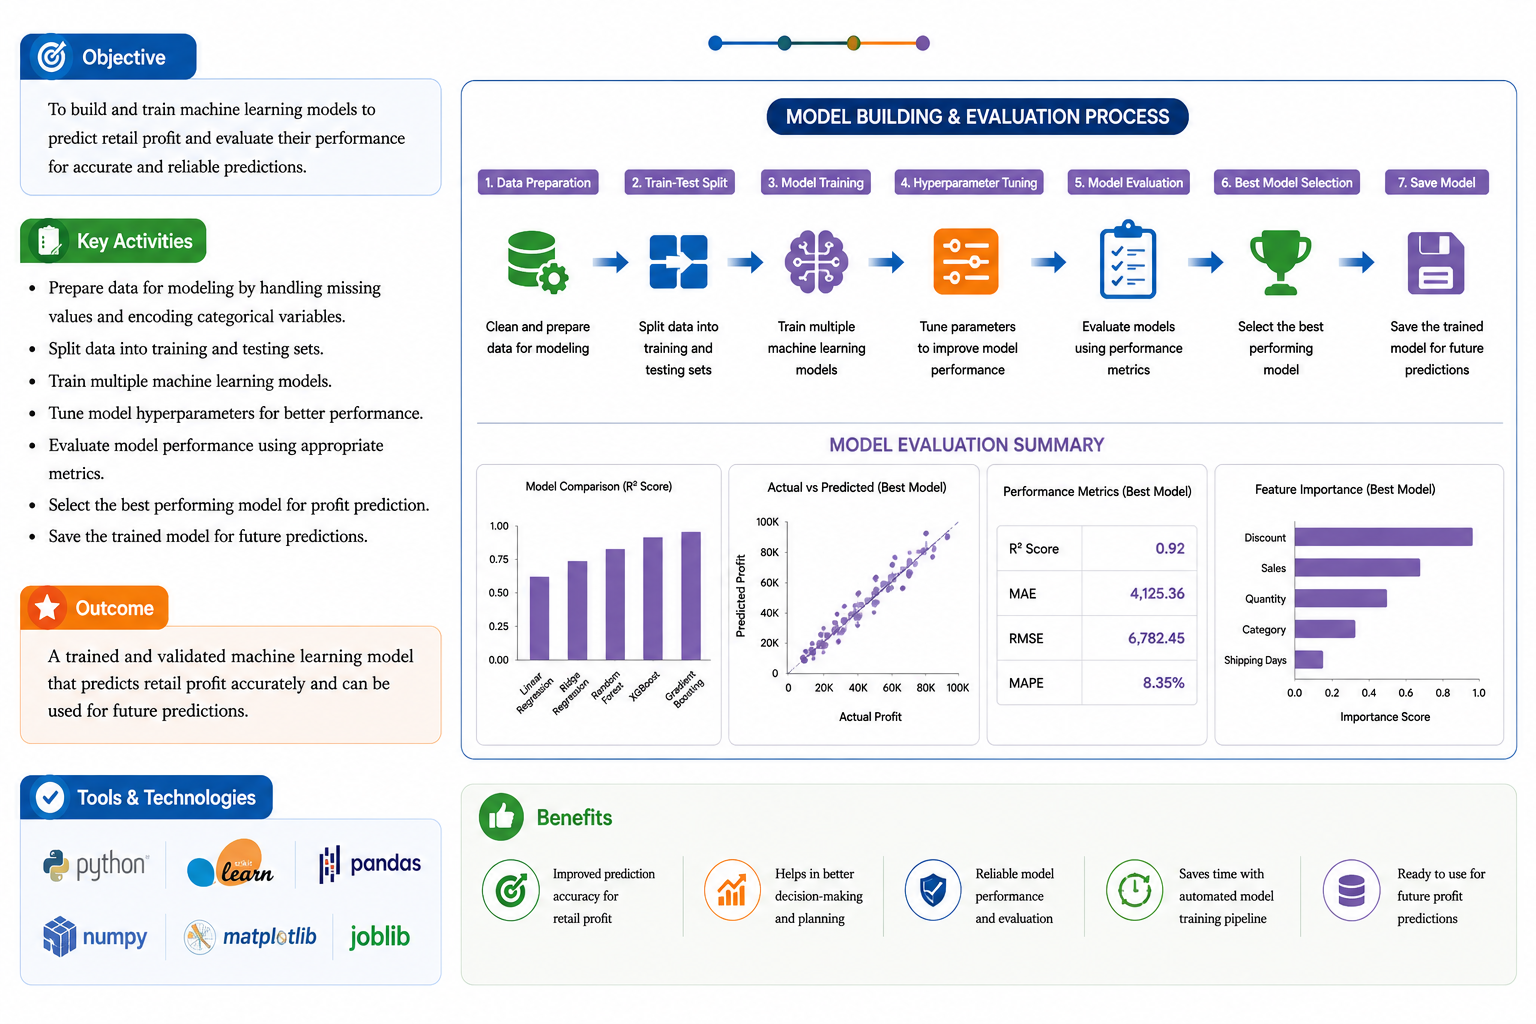 Objective
To build and train machine learning models to
predict retail profit and evaluate their performance
for accurate and reliable predictions.
Key Activities
• Prepare data for modeling by handling missing
values and encoding categorical variables.
• Split data into training and testing sets.
• Train multiple machine learning models.
• Tune model hyperparameters for better performance.
• Evaluate model performance using appropriate
metrics.
• Select the best performing model for profit prediction.
• Save the trained model for future predictions.
Outcome
A trained and validated machine learning model
that predicts retail profit accurately and can be
used for future predictions.
Tools & Technologies
python
scikit
learn
pandas
numpy
matplotlib
joblib
MODEL BUILDING & EVALUATION PROCESS
1. Data Preparation
Clean and prepare
data for modeling
2. Train-Test Split
Split data into
training and
testing sets
3. Model Training
Train multiple
machine learning
models
4. Hyperparameter Tuning
Tune parameters
to improve model
performance
5. Model Evaluation
Evaluate models
using performance
metrics
6. Best Model Selection
Select the best
performing
model
7. Save Model
Save the trained
model for future
predictions
MODEL EVALUATION SUMMARY
Model Comparison (R² Score)
1.00
0.75
0.50
0.25
0.00
Linear
Regression
Ridge
Regression
Random
Forest
XGBoost
Gradient
Boosting
Actual vs Predicted (Best Model)
Predicted Profit
100K
80K
60K
40K
20K
0
0 20K 40K 60K 80K 100K
Actual Profit
Performance Metrics (Best Model)
R² Score 0.92
MAE 4,125.36
RMSE 6,782.45
MAPE 8.35%
Feature Importance (Best Model)
Discount
Sales
Quantity
Category
Shipping Days
0.0 0.2 0.4 0.6 0.8 1.0
Importance Score
Benefits
Improved prediction
accuracy for
retail profit
Helps in better
decision-making
and planning
Reliable model
performance
and evaluation
Saves time with
automated model
training pipeline
Ready to use for
future profit
predictions